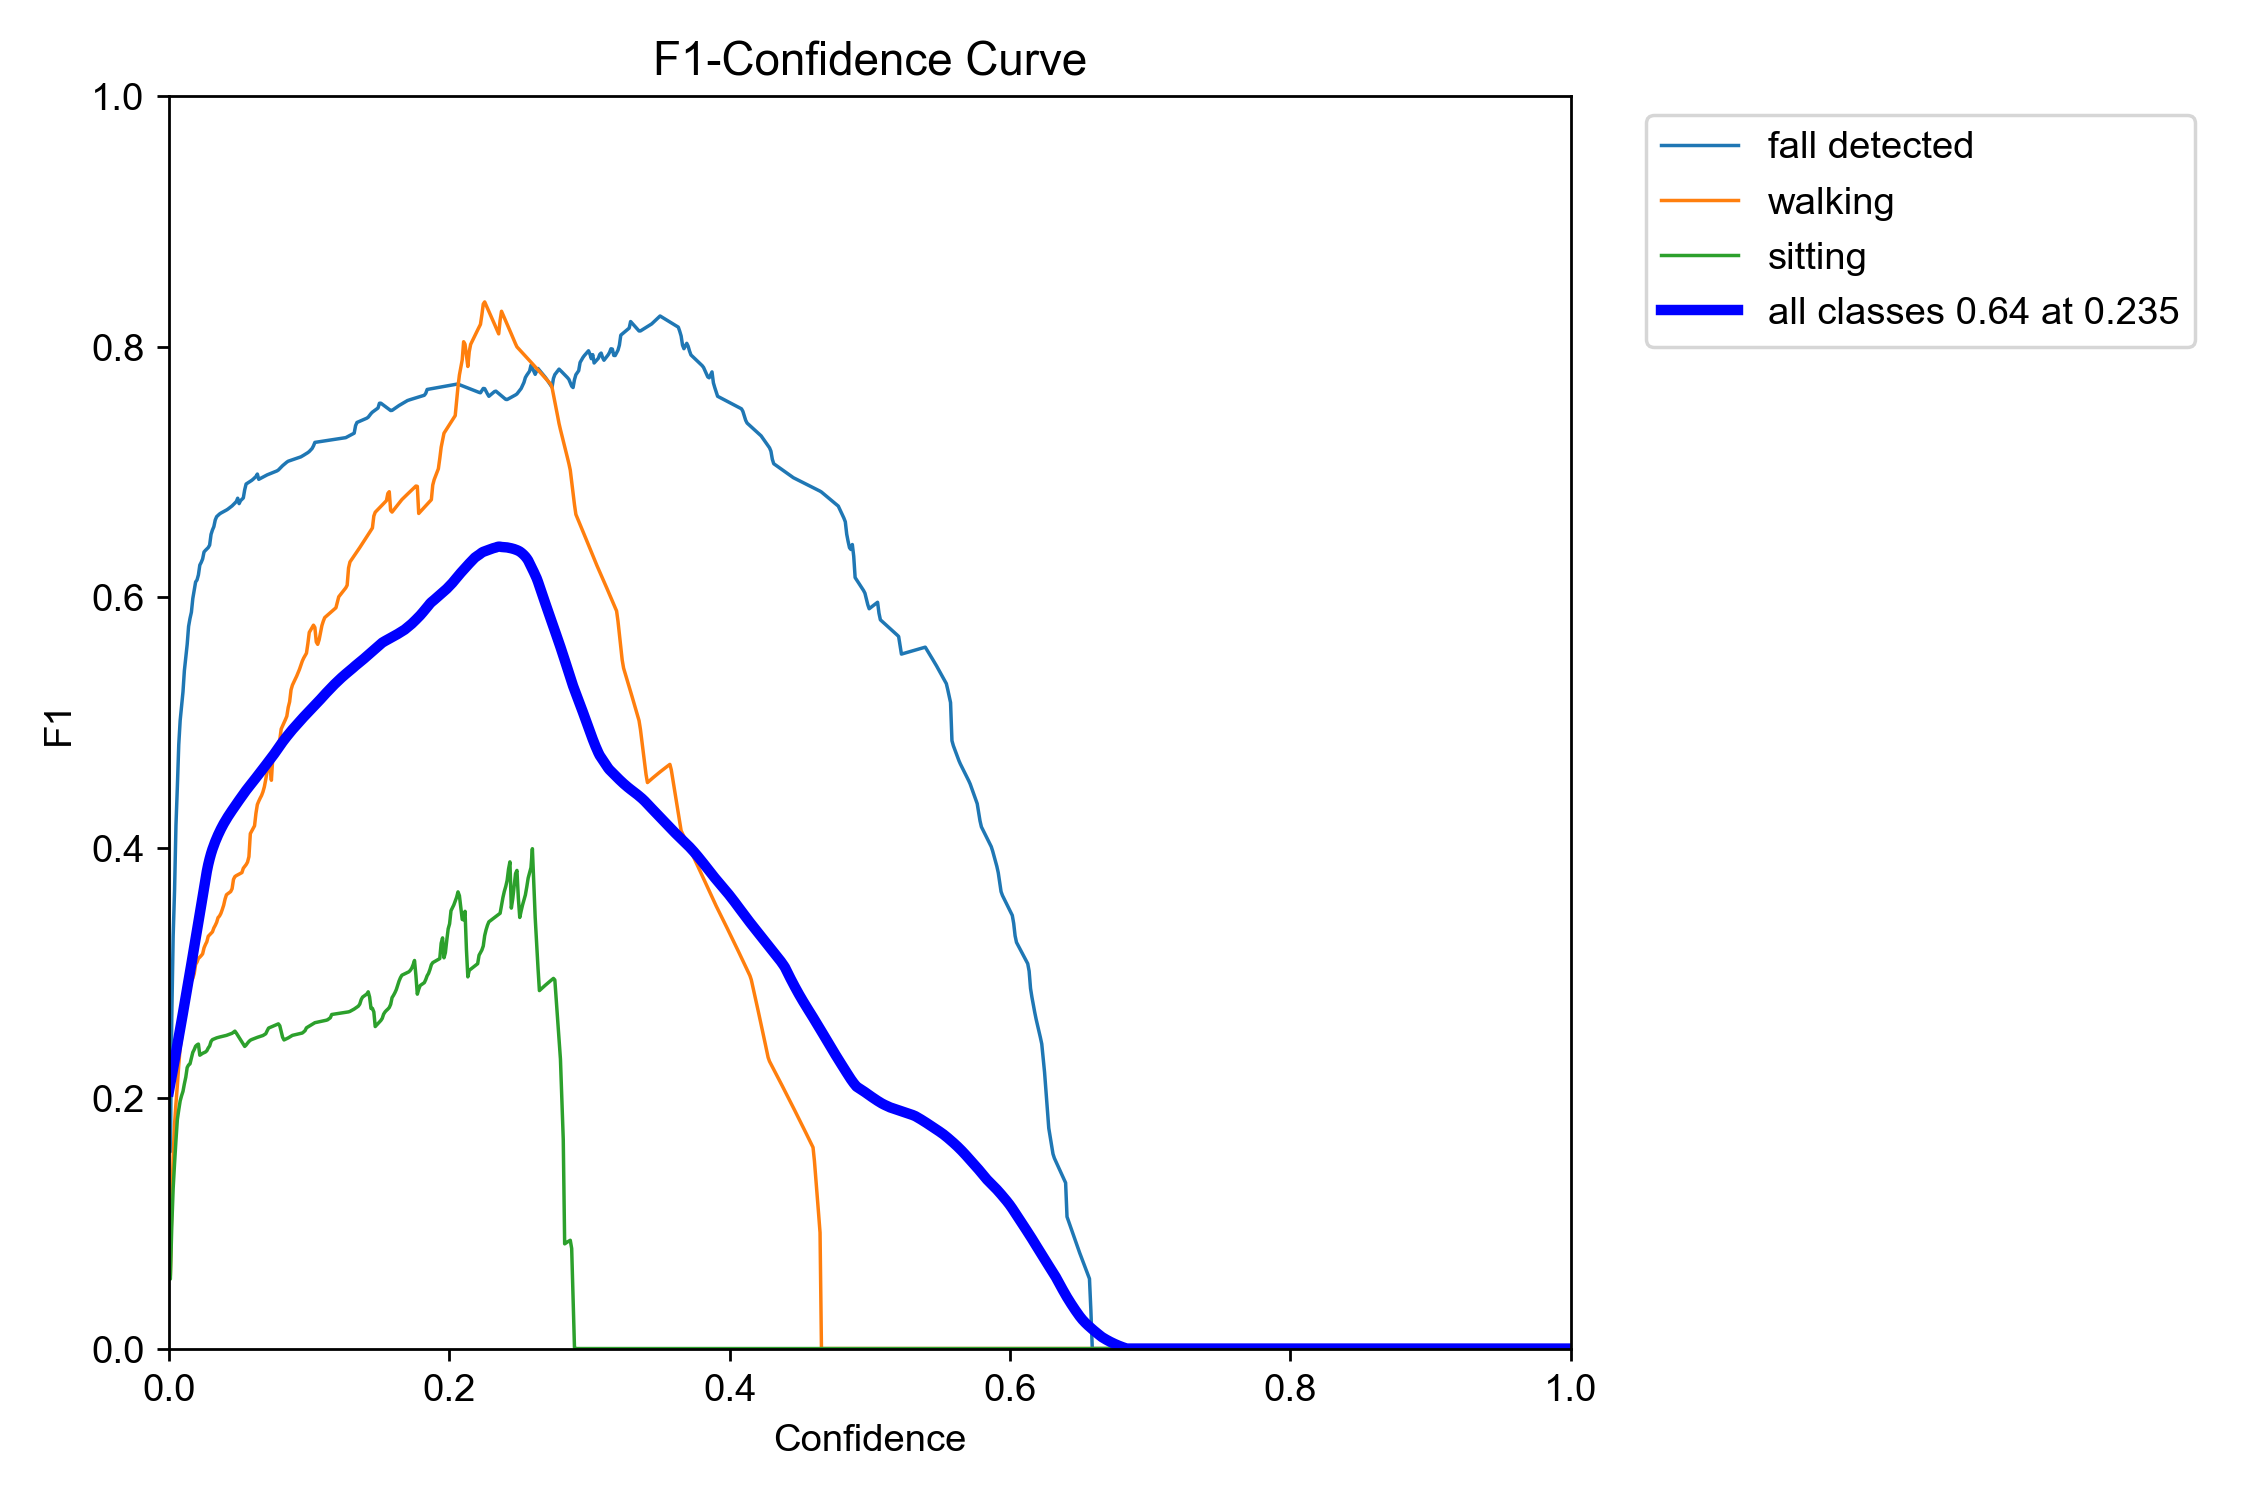 F1-Confidence Curve
1.0
0.8
0.6
0.4
0.2
0.0
F1
0.0 0.2 0.4 0.6 0.8 1.0
Confidence
fall detected
walking
sitting
all classes 0.64 at 0.235